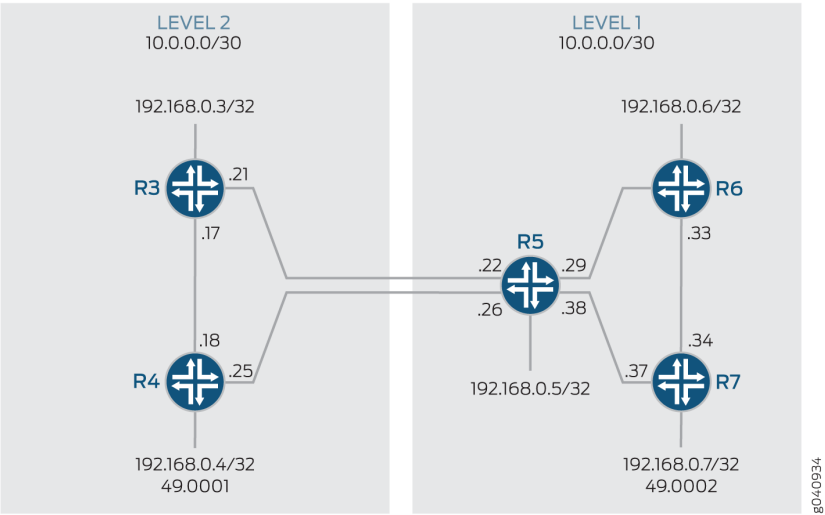 LEVEL 2
10.0.0.0/30
192.168.0.3/32
R3
.21
.17
.18
R4
.25
192.168.0.4/32
49.0001
LEVEL 1
10.0.0.0/30
192.168.0.6/32
R6
.33
R5
.22
.29
.26
.38
192.168.0.5/32
.34
.37
R7
192.168.0.7/32
49.0002
g040934